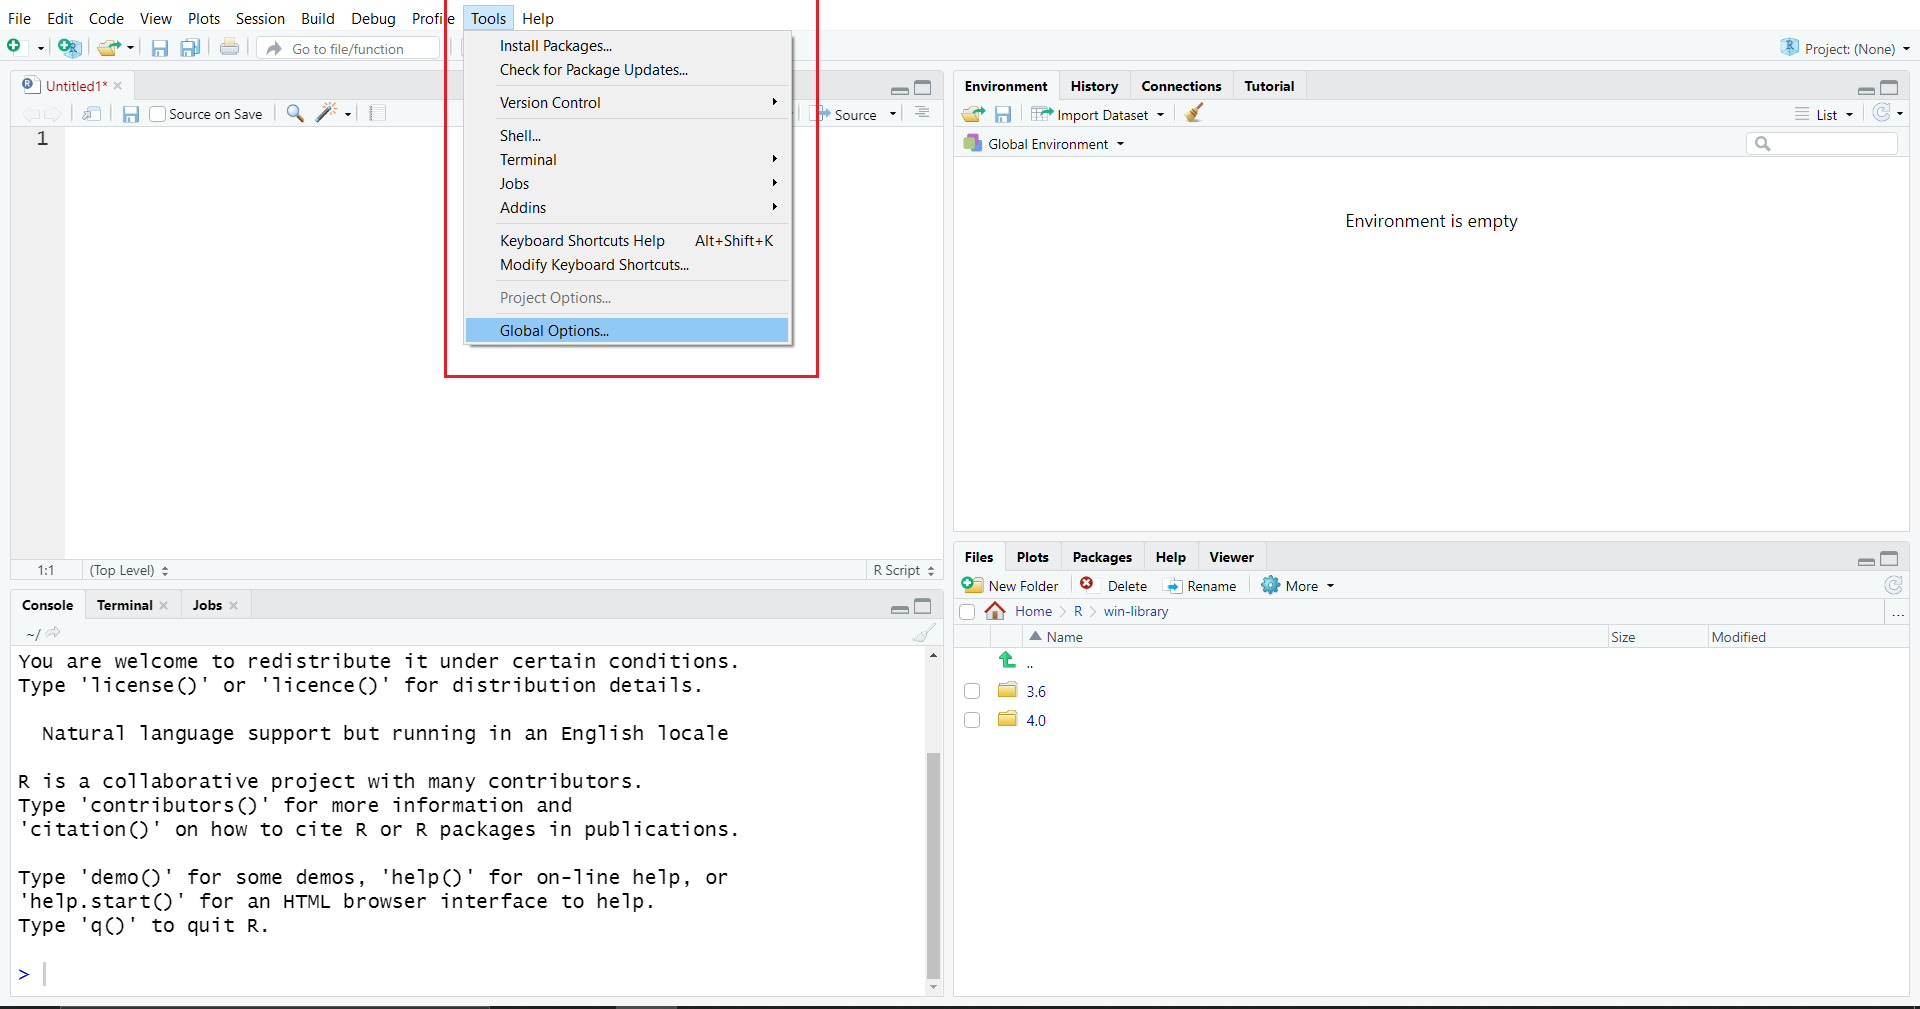 File Edit Code View Plots Session Build Debug Profile Tools Help
Go to file/function
Project: (None)
Install Packages...
Check for Package Updates...
Version Control
Shell...
Terminal
Jobs
Addins
Keyboard Shortcuts Help Alt+Shift+K
Modify Keyboard Shortcuts...
Project Options...
Global Options...
Untitled1*
Source on Save
Source
1
1:1 (Top Level) R Script
Console Terminal Jobs
~/
You are welcome to redistribute it under certain conditions.
Type 'license()' or 'licence()' for distribution details.
Natural language support but running in an English locale
R is a collaborative project with many contributors.
Type 'contributors()' for more information and
'citation()' on how to cite R or R packages in publications.
Type 'demo()' for some demos, 'help()' for on-line help, or
'help.start()' for an HTML browser interface to help.
Type 'q()' to quit R.
>
Environment History Connections Tutorial
Import Dataset List
Global Environment
Environment is empty
Files Plots Packages Help Viewer
New Folder Delete Rename More
Home R win-library ...
Name Size Modified
..
3.6
4.0